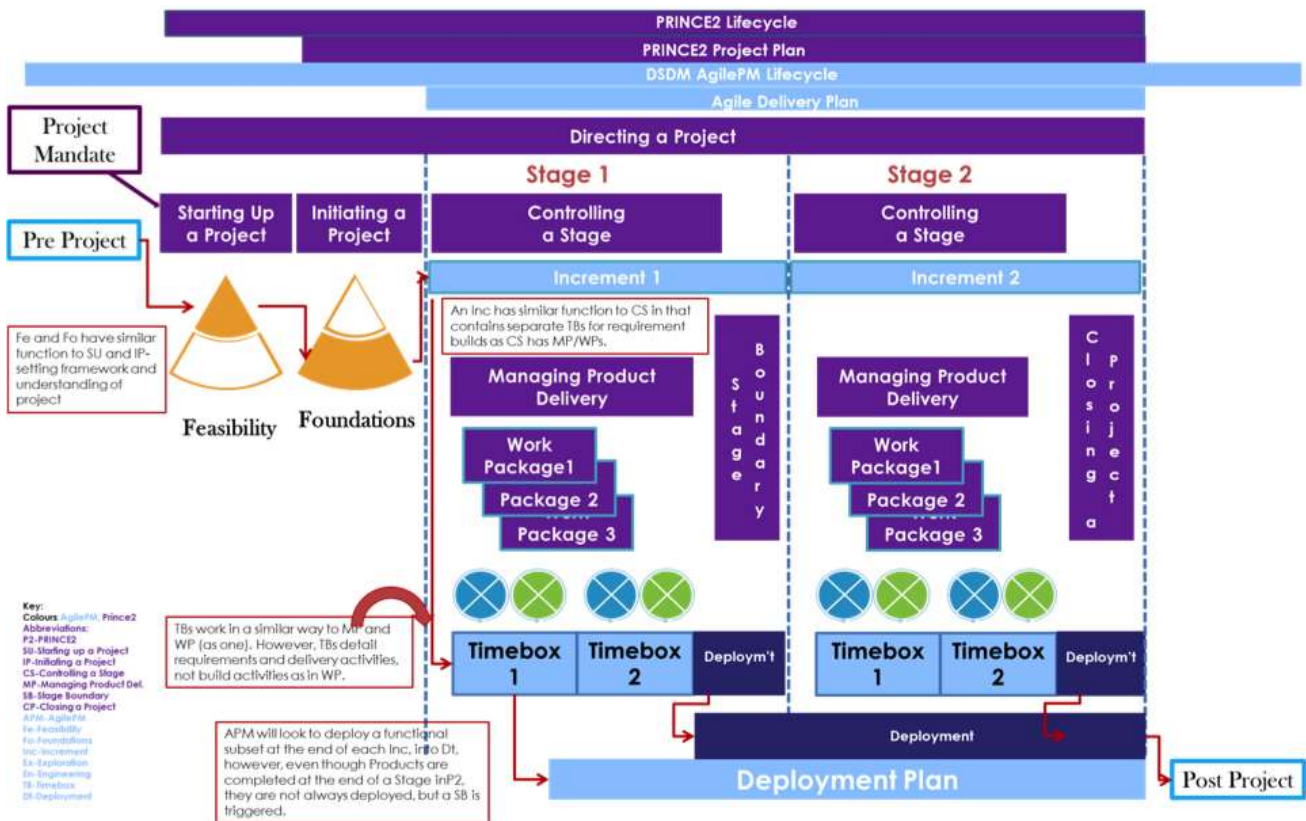 PRINCE2 Lifecycle
PRINCE2 Project Plan
DSDM AgilePM Lifecycle
Agile Delivery Plan
Project
Mandate
Directing a Project
Stage 1
Stage 2
Starting Up
a Project
Initiating a
Project
Controlling
a Stage
Controlling
a Stage
Pre Project
Increment 1
Increment 2
An Inc has similar function to CS in that
contains separate TBs for requirement
builds as CS has MP/WPs.
Fe and Fo have similar
function to SU and IP-
setting framework and
understanding of
project
Feasibility
Foundations
Managing Product
Delivery
Stage
Boundary
Managing Product
Delivery
Closing a
Project
Work
Package1
Package 2
Work
Package 3
Work
Package1
Package 2
Work
Package 3
Key:
Colours AgilePM, Prince2
Abbreviations:
P2-PRINCE2
SU-Starting up a Project
IP-Initiating a Project
CS-Controlling a Stage
MP-Managing Product Del.
SB-Stage Boundary
CP-Closing a Project
APM-AgilePM
Fe-Feasibility
Fo-Foundations
Inc-Increment
Ex-Exploration
En-Engineering
TB-Timebox
Dt-Deployment
TBs work in a similar way to MP and
WP (as one). However, TBs detail
requirements and delivery activities,
not build activities as in WP.
Timebox
1
Timebox
2
Deploym't
Timebox
1
Timebox
2
Deploym't
APM will look to deploy a functional
subset at the end of each Inc, into Dt,
however, even though Products are
completed at the end of a Stage inP2,
they are not always deployed, but a SB is
triggered.
Deployment
Deployment Plan
Post Project